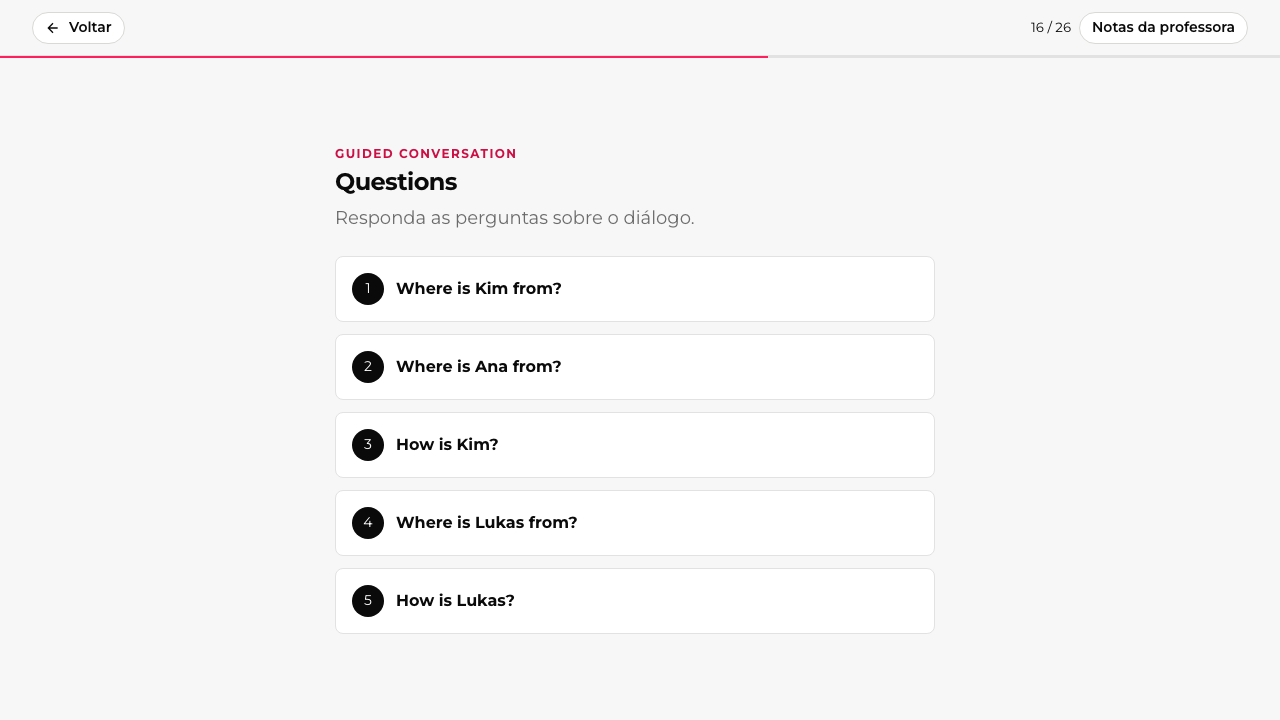 Voltar
16 / 26
Notas da professora
GUIDED CONVERSATION
Questions
Responda as perguntas sobre o diálogo.
1 Where is Kim from?
2 Where is Ana from?
3 How is Kim?
4 Where is Lukas from?
5 How is Lukas?